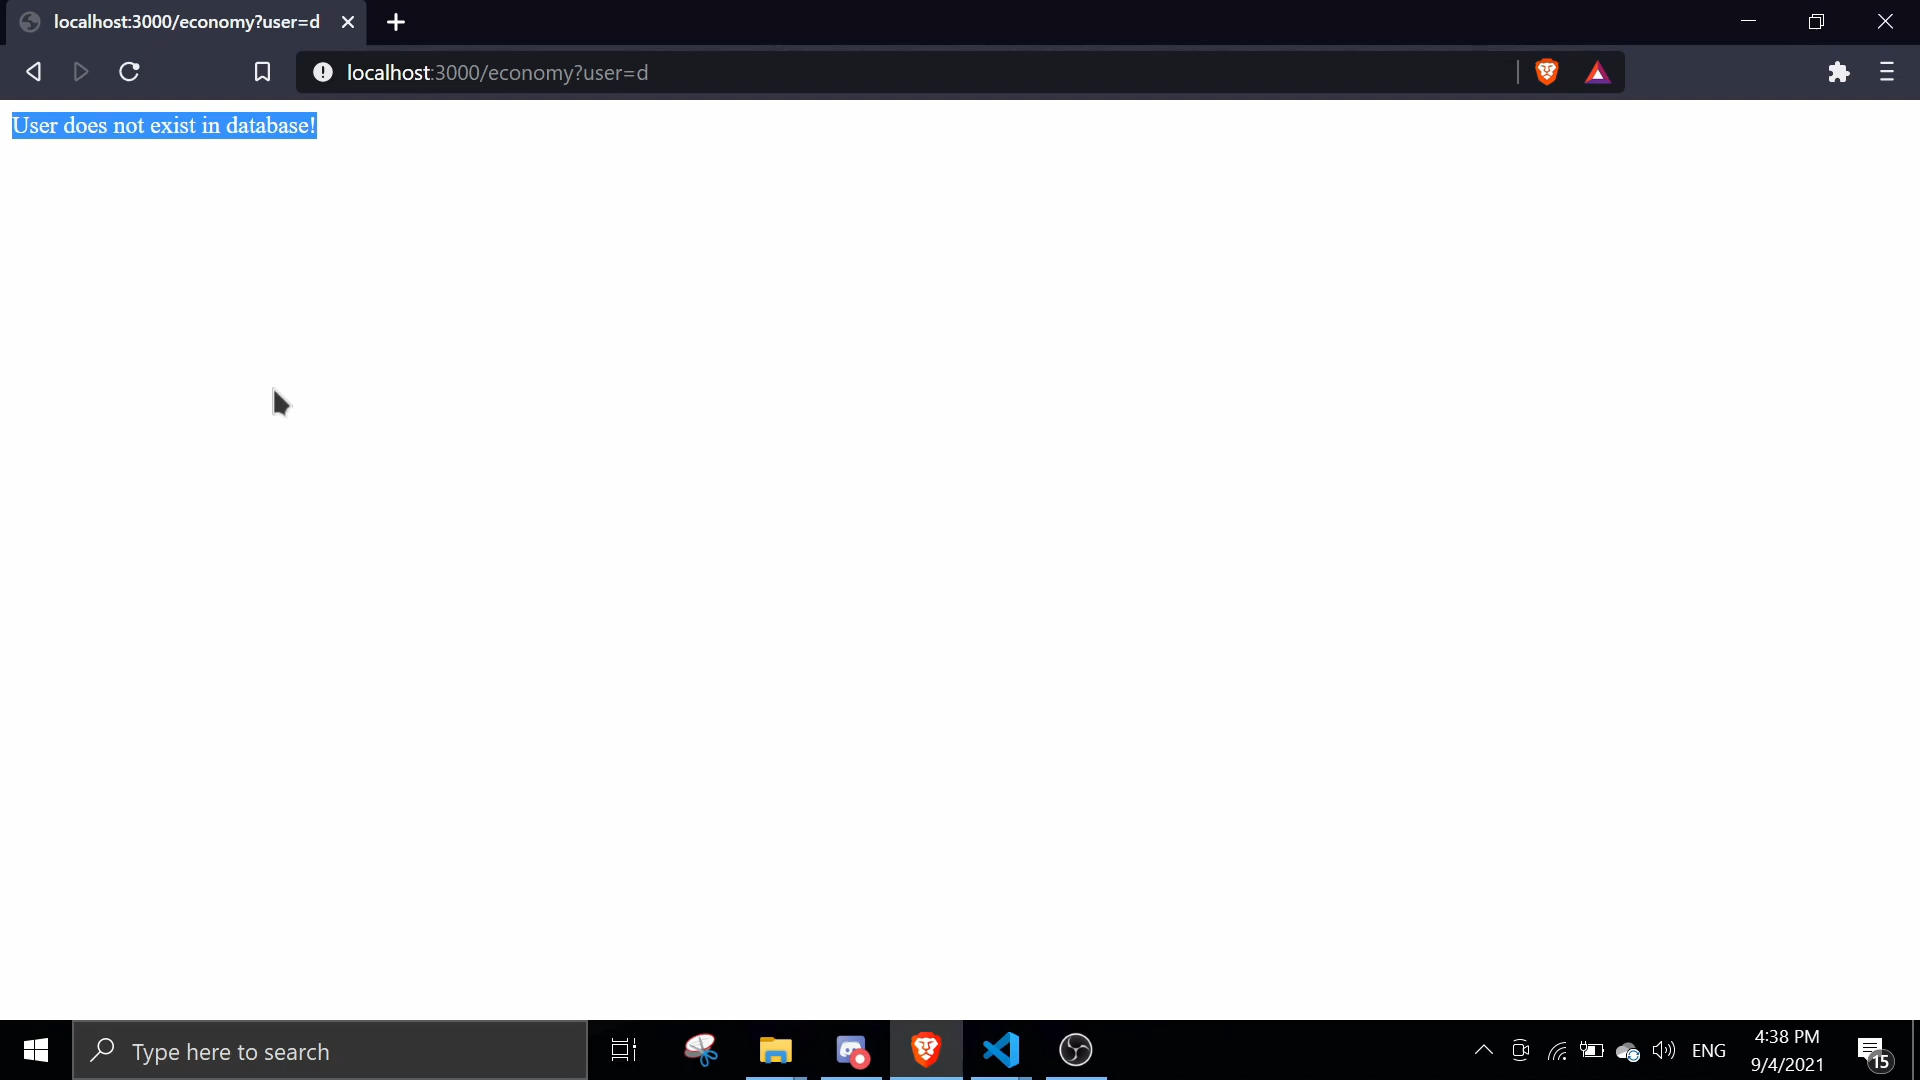 localhost:3000/economy?user=d
localhost:3000/economy?user=d
User does not exist in database!
Type here to search
ENG
4:38 PM
9/4/2021
15